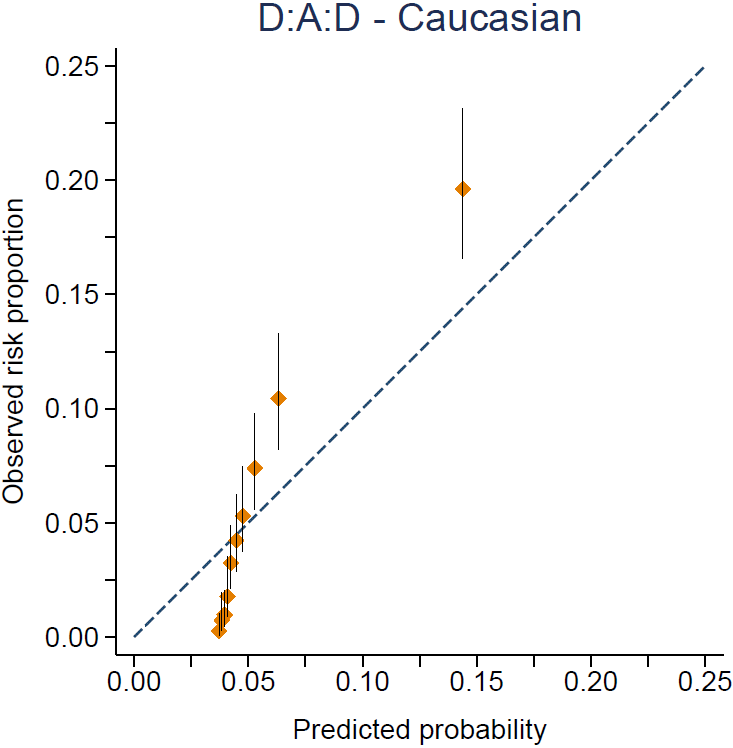 D:A:D - Caucasian
Observed risk proportion
0.25
0.20
0.15
0.10
0.05
0.00
0.00 0.05 0.10 0.15 0.20 0.25
Predicted probability